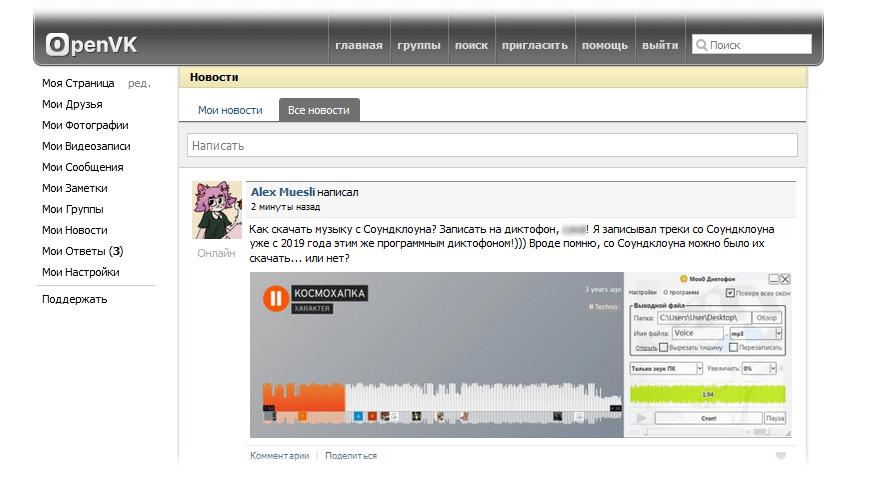 OpenVK
главная группы поиск пригласить помощь выйти Поиск
Моя Страница ред.
Мои Друзья
Мои Фотографии
Мои Видеозаписи
Мои Сообщения
Мои Заметки
Мои Группы
Мои Новости
Мои Ответы (3)
Мои Настройки
Поддержать
Новости
Мои новости Все новости
Написать
Alex Muesli написал
2 минуты назад
Онлайн
Как скачать музыку с Соундклоуна? Записать на диктофон, ! Я записывал треки со Соундклоуна
уже с 2019 года этим же программным диктофоном!))) Вроде помню, со Соундклоуна можно было их
скачать... или нет?
КОСМОХАПКА
XARAKTER
3 years ago
# Techno
Moo0 Диктофон
Настройки О программе Поверх всех окон
Выходной файл
Папка: C:\Users\User\Desktop\ Обзор
Имя файла: Voice . mp3
Открыть Вырезать тишину Перезаписать
Только звук ПК Увеличить: 0%
1:04
Стоп! Пауза
Комментарии Поделиться